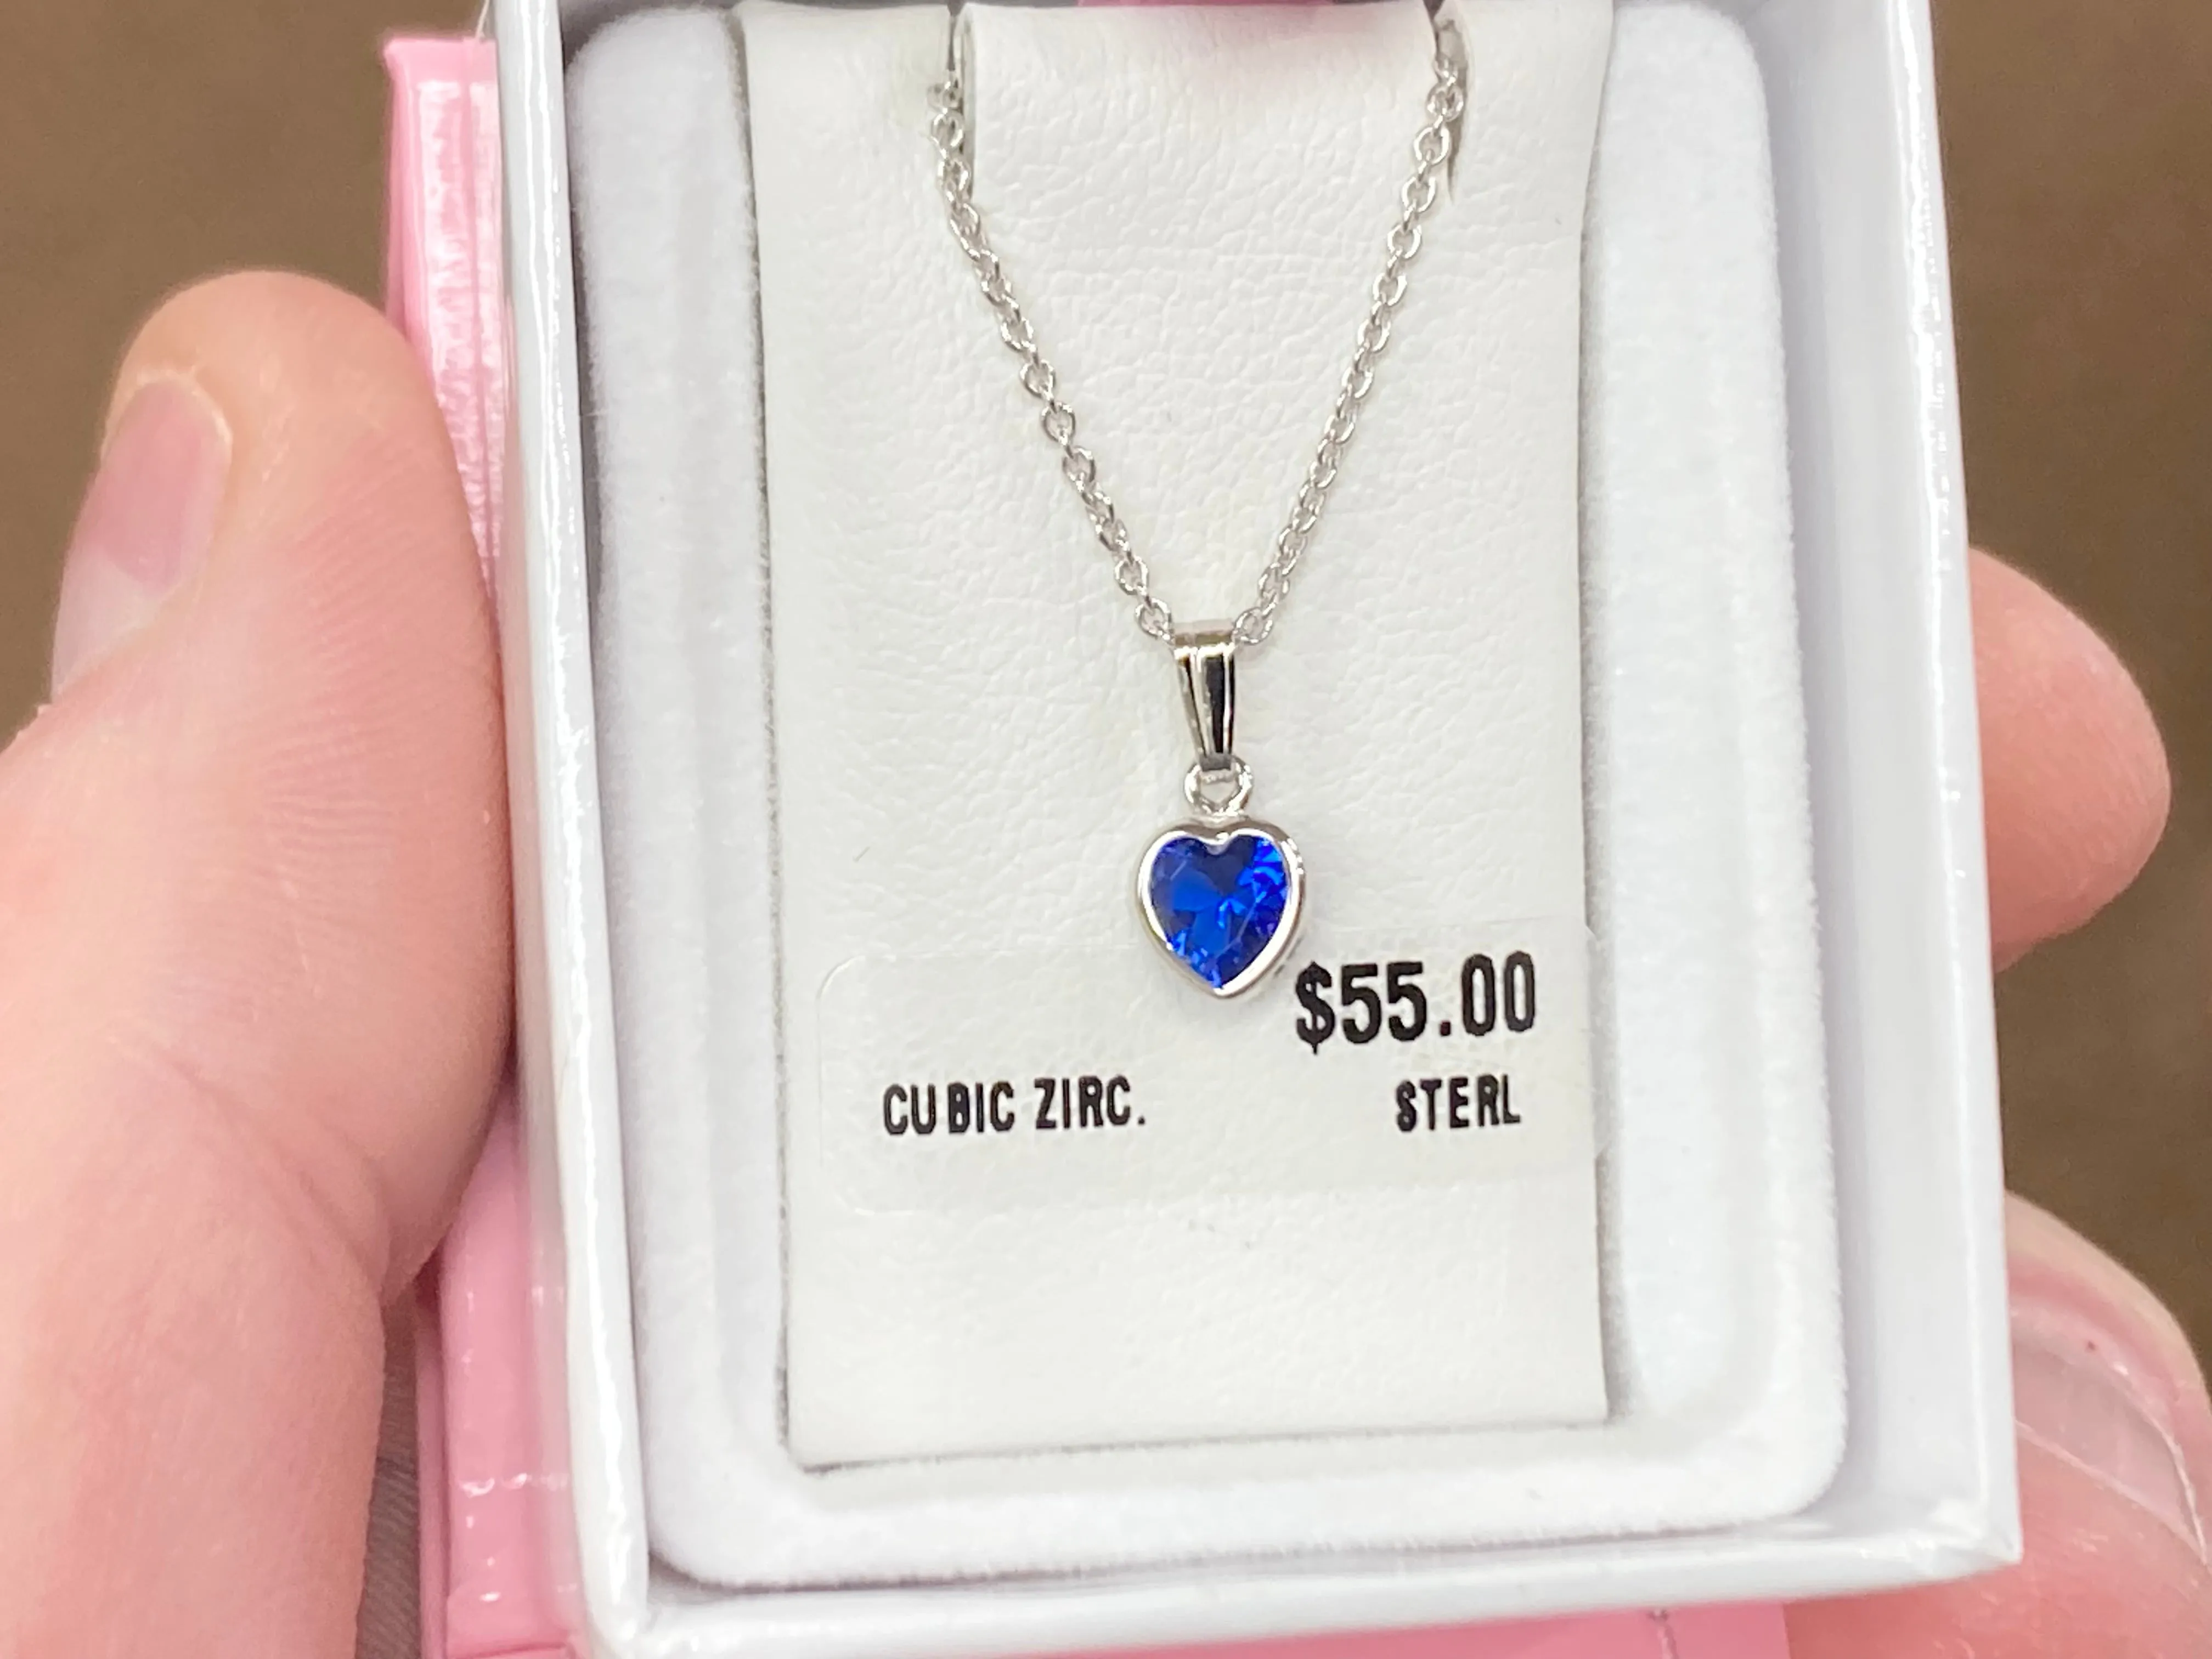 $55.00
CUBIC ZIRC. STERL